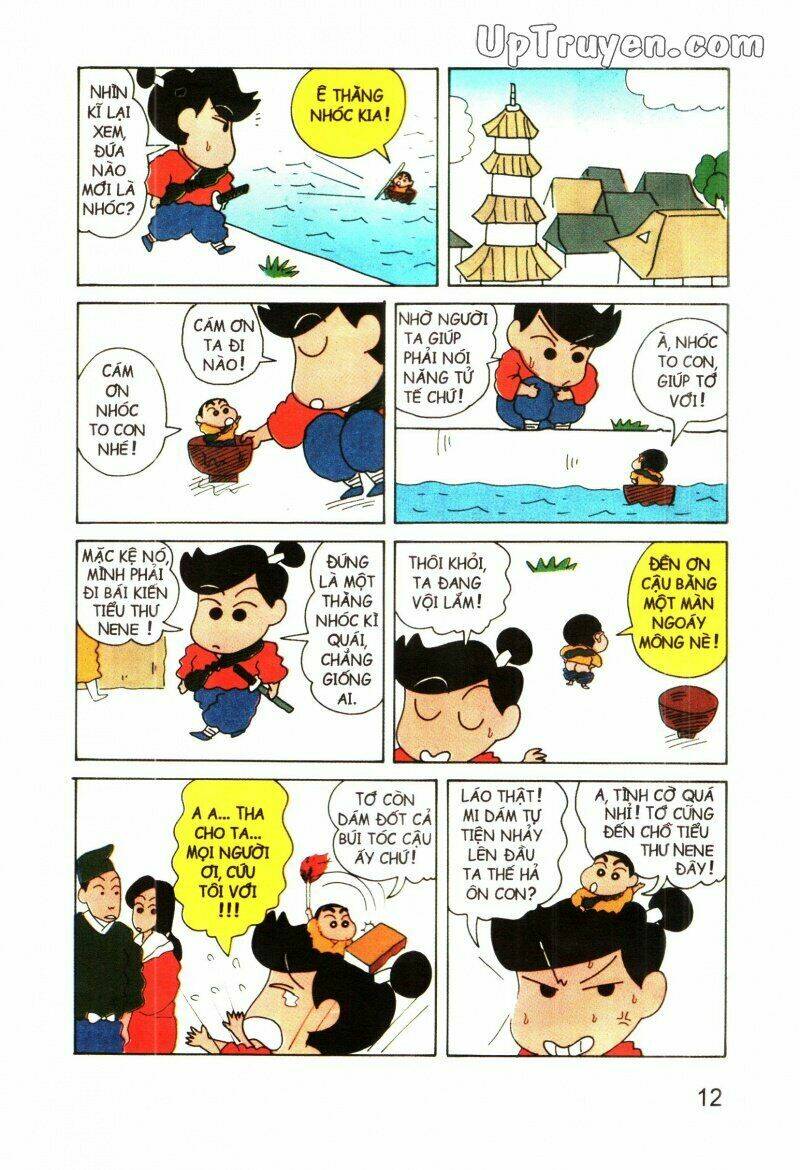 UpTruyen.com
Ê THẰNG
NHÓC KIA!
NHÌN
KĨ LẠI
XEM,
ĐỨA
NÀO
MỚI LÀ
NHÓC?
À, NHÓC
TO CON,
GIÚP TỚ
VỚI!
NHỜ NGƯỜI
TA GIÚP
PHẢI NÓI
NĂNG TỬ
TẾ CHỨ!
CÁM ƠN
TA ĐI
NÀO!
CÁM
ƠN
NHÓC
TO CON
NHÉ!
ĐỀN ƠN
CẬU BẰNG
MỘT MÀN
NGOÁY
MÔNG NÈ!
THÔI KHỎI,
TA ĐANG
VỘI LẮM!
ĐÚNG
LÀ MỘT
THẰNG
NHÓC KÌ
QUÁI,
CHẲNG
GIỐNG
AI.
MẶC KỆ NÓ,
MÌNH PHẢI
ĐI BÁI KIẾN
TIỂU THƯ
NENE !
A, TÌNH CỜ QUÁ
NHỈ! TỚ CŨNG
ĐẾN CHỖ TIỂU
THƯ NENE
ĐÂY!
LÁO THẬT!
MI DÁM TỰ
TIỆN NHẢY
LÊN ĐẦU
TA THẾ HẢ
ÔN CON?
TỚ CÒN
DÁM ĐỐT CẢ
BÚI TÓC CẬU
ẤY CHỨ!
A A... THA
CHO TA...
MỌI NGƯỜI
ƠI, CỨU
TÔI VỚI
!!!
12